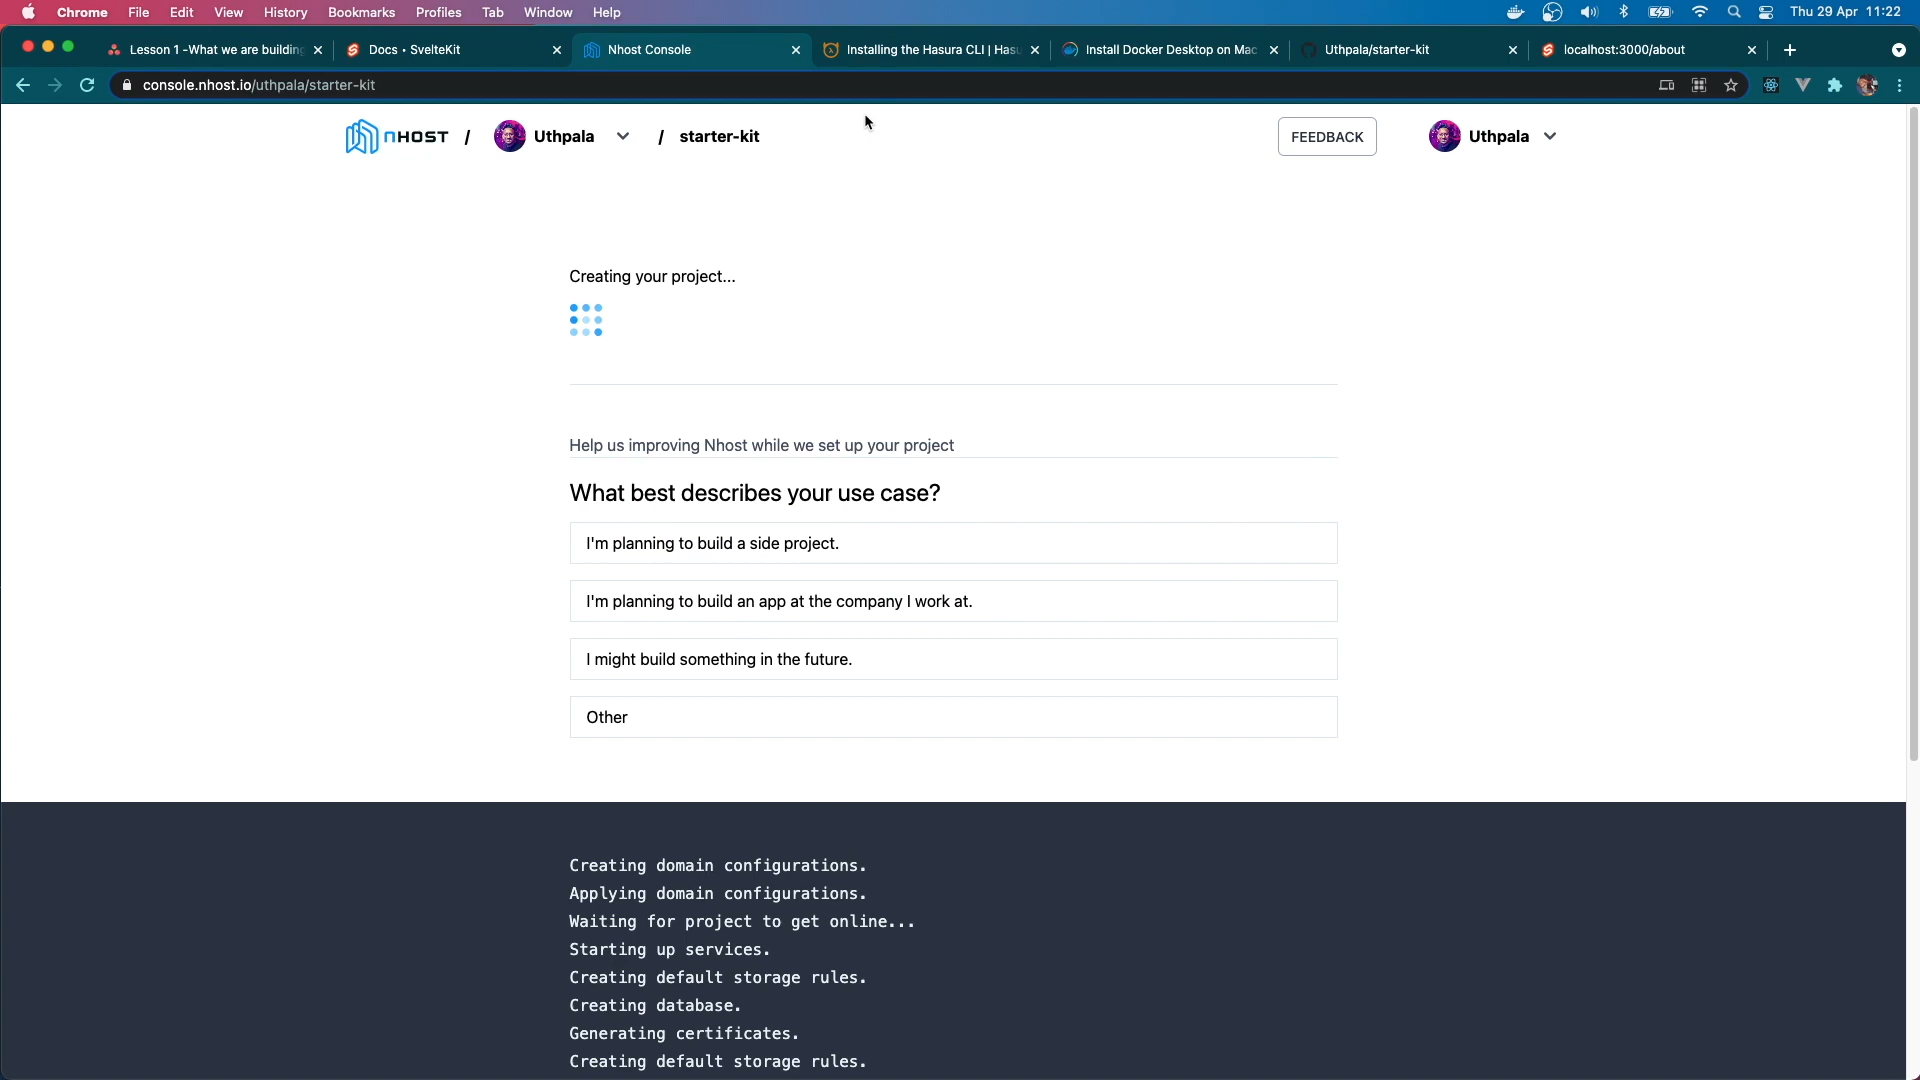 Chrome File Edit View History Bookmarks Profiles Tab Window Help Thu 29 Apr 11:22
Lesson 1 -What we are building Docs • SvelteKit Nhost Console Installing the Hasura CLI | Hasu Install Docker Desktop on Mac Uthpala/starter-kit localhost:3000/about
console.nhost.io/uthpala/starter-kit
nHOST / Uthpala / starter-kit FEEDBACK Uthpala
Creating your project...
Help us improving Nhost while we set up your project
What best describes your use case?
I'm planning to build a side project.
I'm planning to build an app at the company I work at.
I might build something in the future.
Other
Creating domain configurations.
Applying domain configurations.
Waiting for project to get online...
Starting up services.
Creating default storage rules.
Creating database.
Generating certificates.
Creating default storage rules.